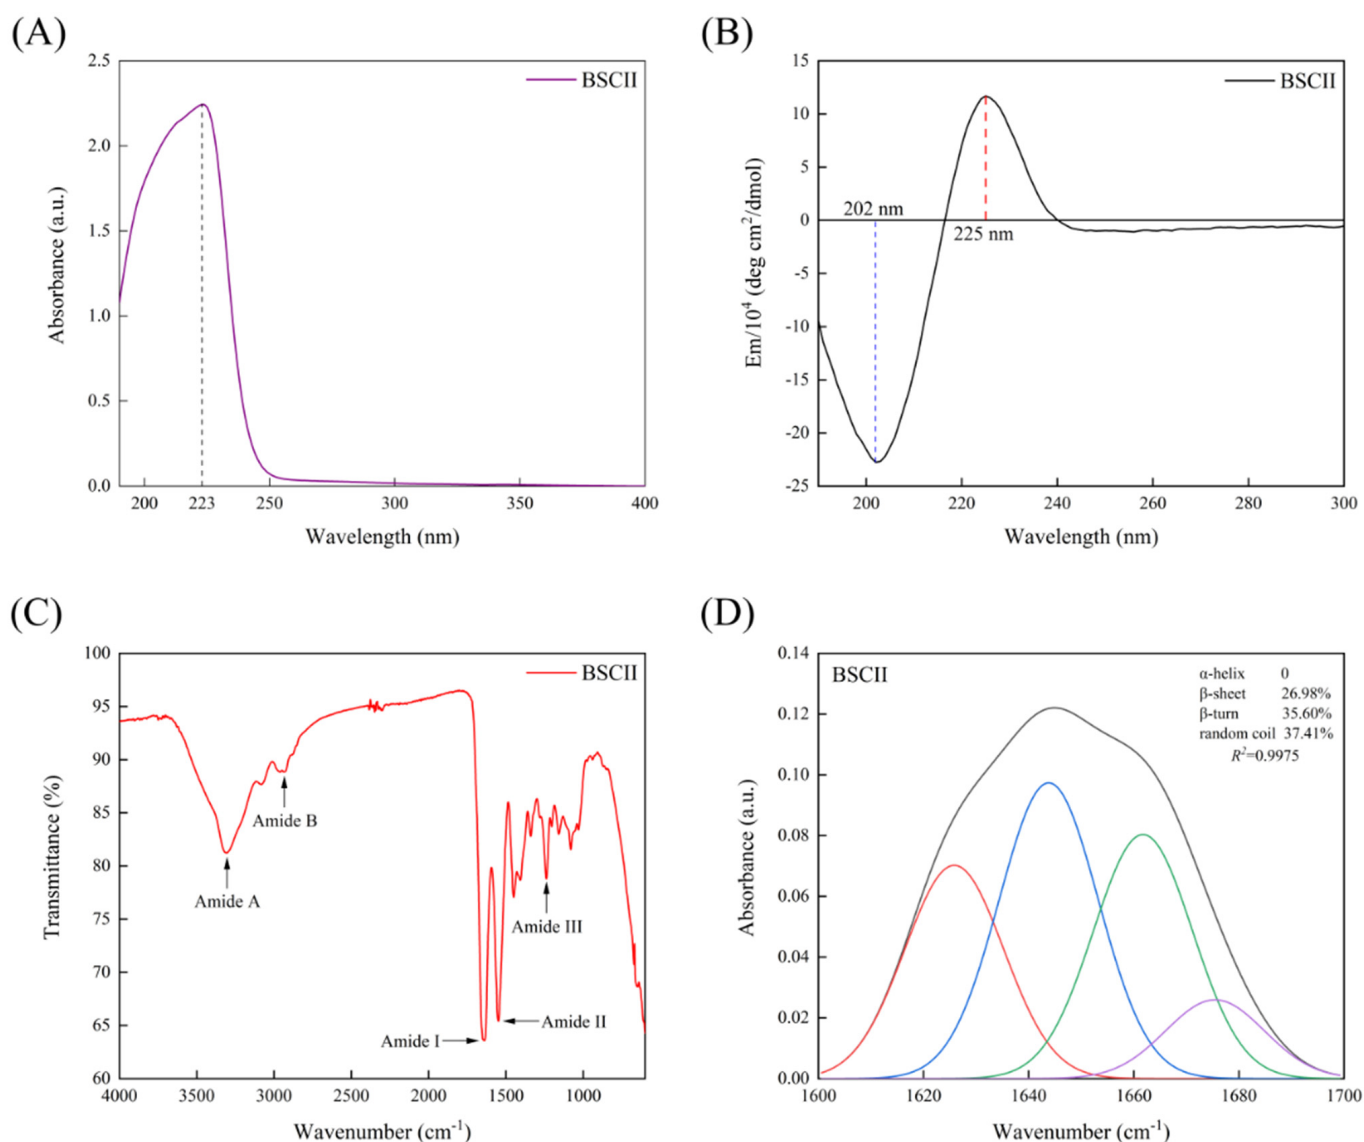 (A)
BSCII
2.5
2.0
1.5
1.0
0.5
0.0
200 223 250 300 350 400
Absorbance (a.u.)
Wavelength (nm)
(B)
BSCII
15
10
5
0
-5
-10
-15
-20
-25
202 nm
225 nm
200 220 240 260 280 300
Em/10⁴ (deg cm²/dmol)
Wavelength (nm)
(C)
BSCII
100
95
90
85
80
75
70
65
60
Amide B
Amide A
Amide III
Amide II
Amide I
4000 3500 3000 2500 2000 1500 1000
Transmittance (%)
Wavenumber (cm⁻¹)
(D)
BSCII
α-helix 0
β-sheet 26.98%
β-turn 35.60%
random coil 37.41%
R²=0.9975
0.14
0.12
0.10
0.08
0.06
0.04
0.02
0.00
1600 1620 1640 1660 1680 1700
Absorbance (a.u.)
Wavenumber (cm⁻¹)